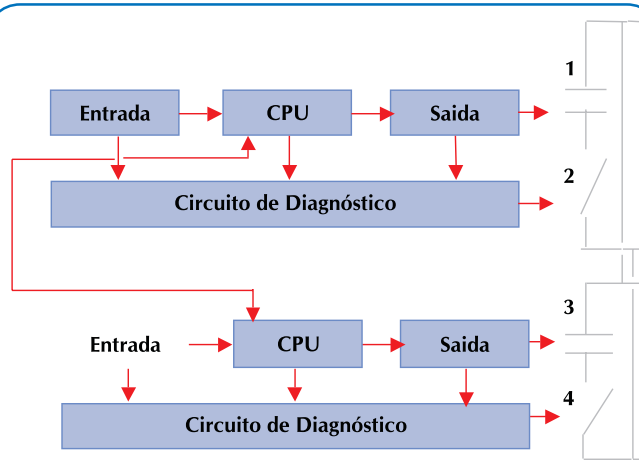 1
Entrada
CPU
Saida
2
Circuito de Diagnóstico
3
Entrada
CPU
Saida
4
Circuito de Diagnóstico